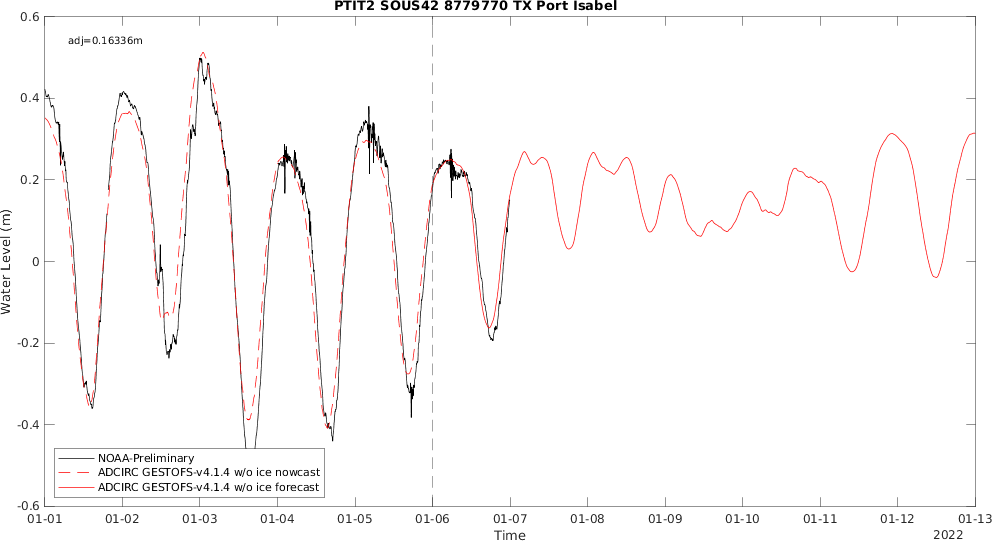 PTIT2 SOUS42 8779770 TX Port Isabel
adj=0.16336m
0.6
0.4
0.2
0
-0.2
-0.4
-0.6
Water Level (m)
NOAA-Preliminary
ADCIRC GESTOFS-v4.1.4 w/o ice nowcast
ADCIRC GESTOFS-v4.1.4 w/o ice forecast
01-01 01-02 01-03 01-04 01-05 01-06 01-07 01-08 01-09 01-10 01-11 01-12 01-13
Time
2022